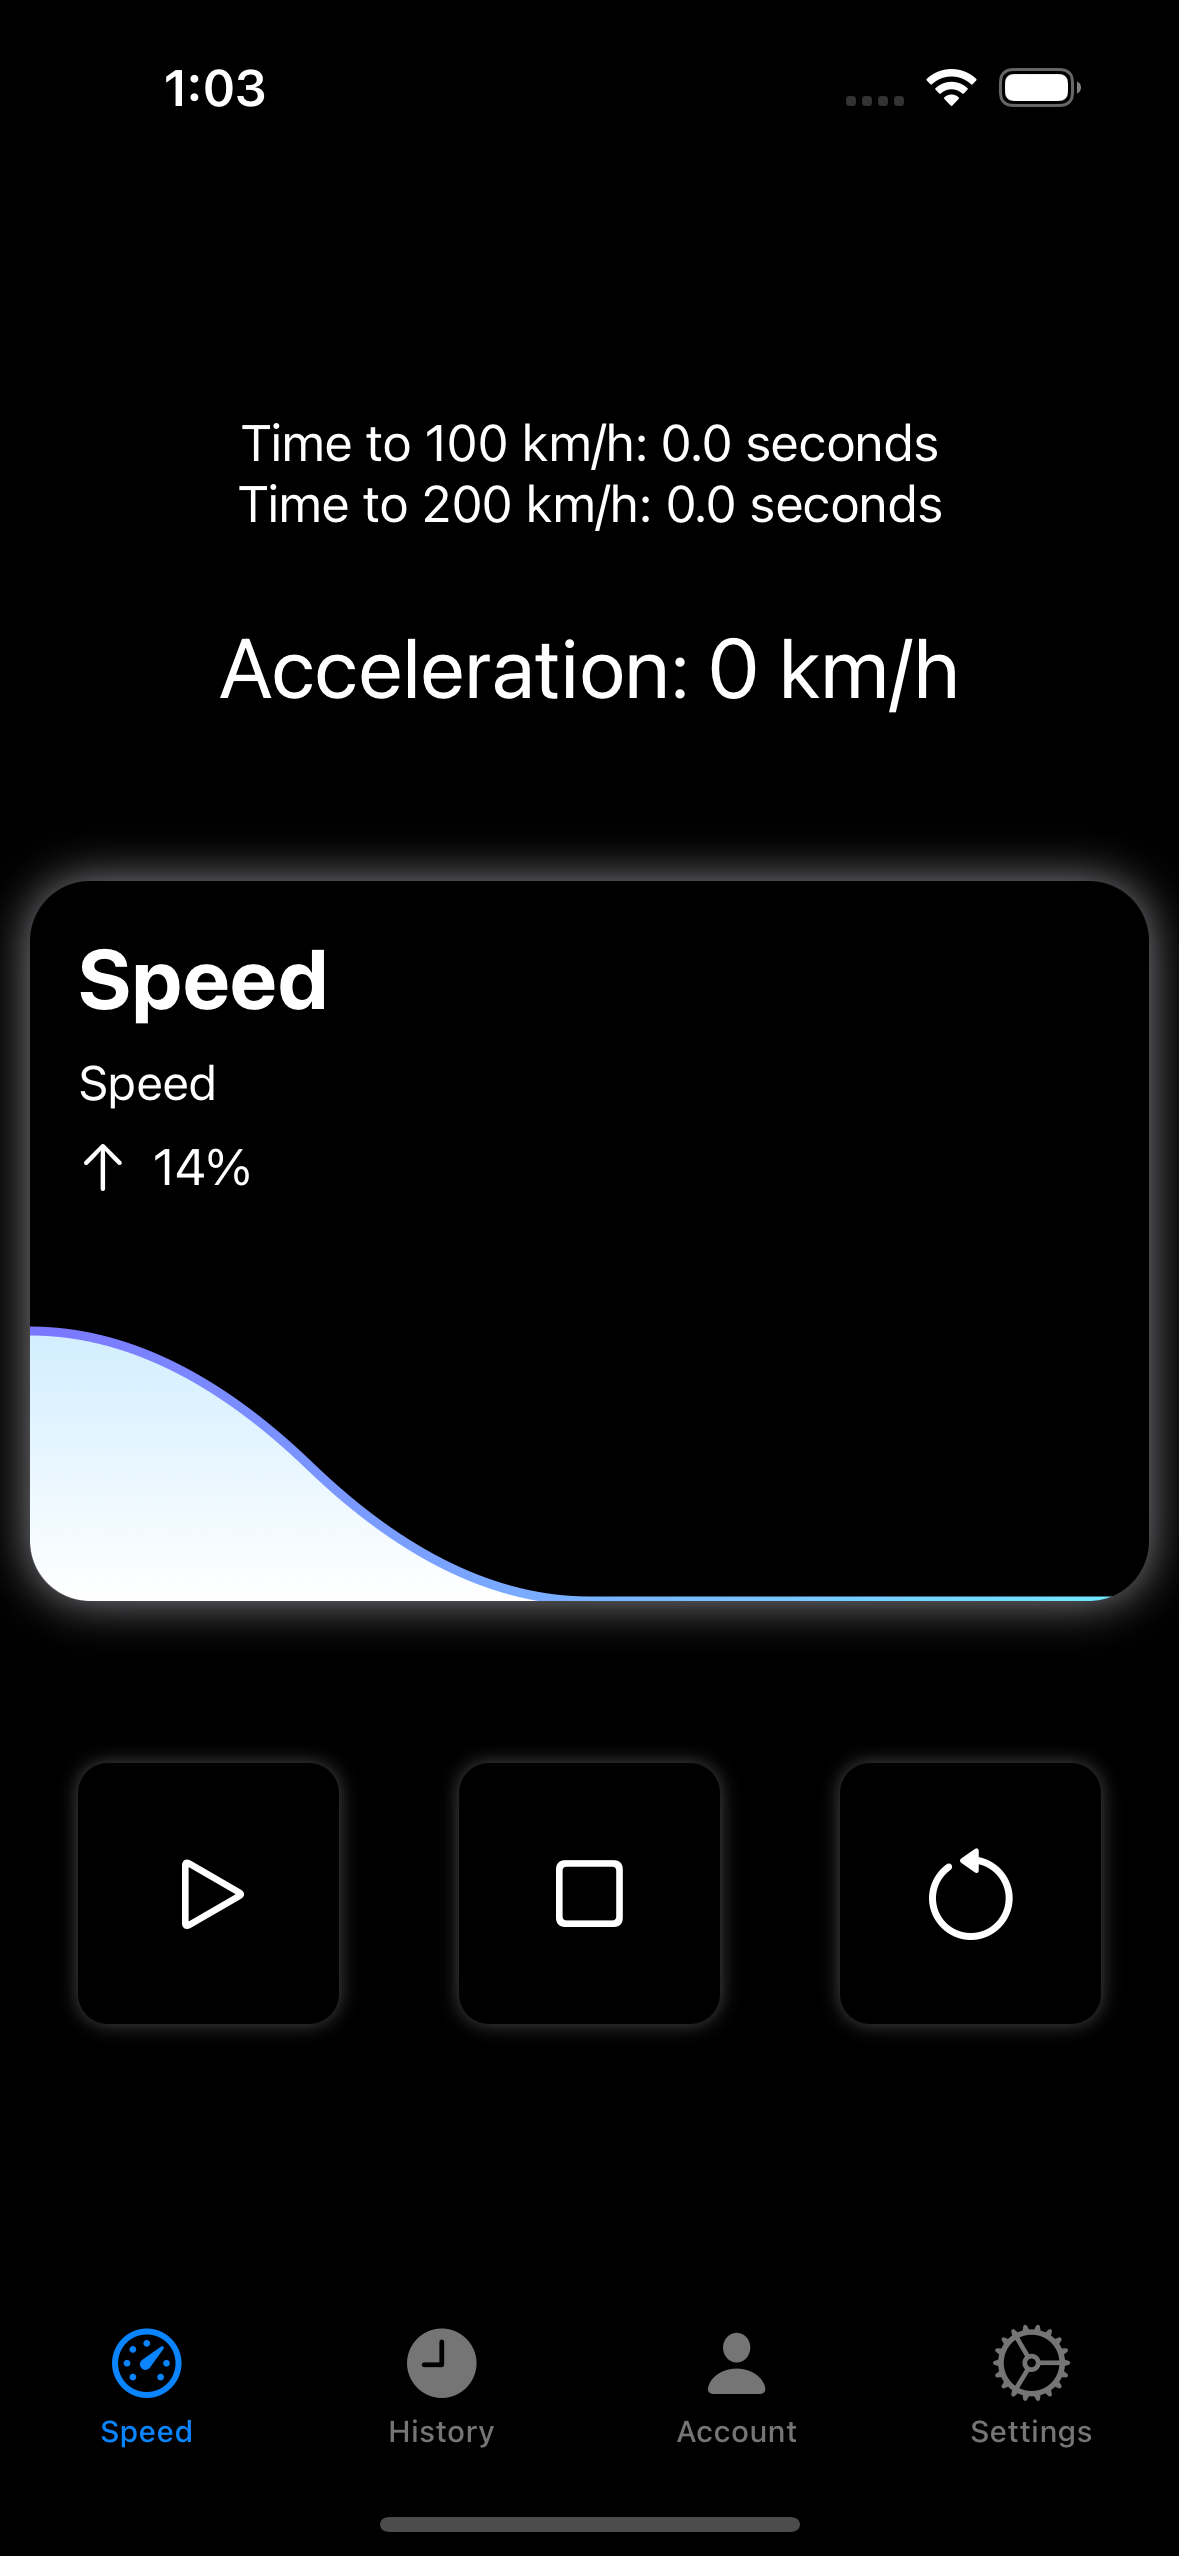 1:03
Time to 100 km/h: 0.0 seconds
Time to 200 km/h: 0.0 seconds
Acceleration: 0 km/h
Speed
Speed
14%
Speed
History
Account
Settings